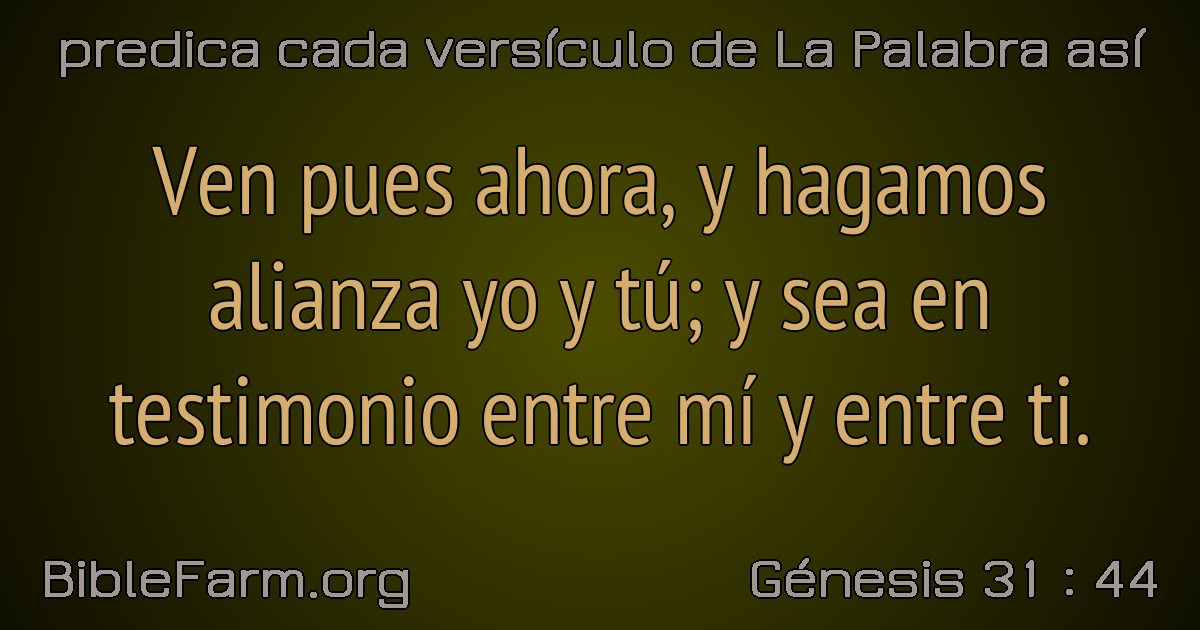 predica cada versículo de La Palabra así
Ven pues ahora, y hagamos
alianza yo y tú; y sea en
testimonio entre mí y entre ti.
BibleFarm.org
Génesis 31 : 44